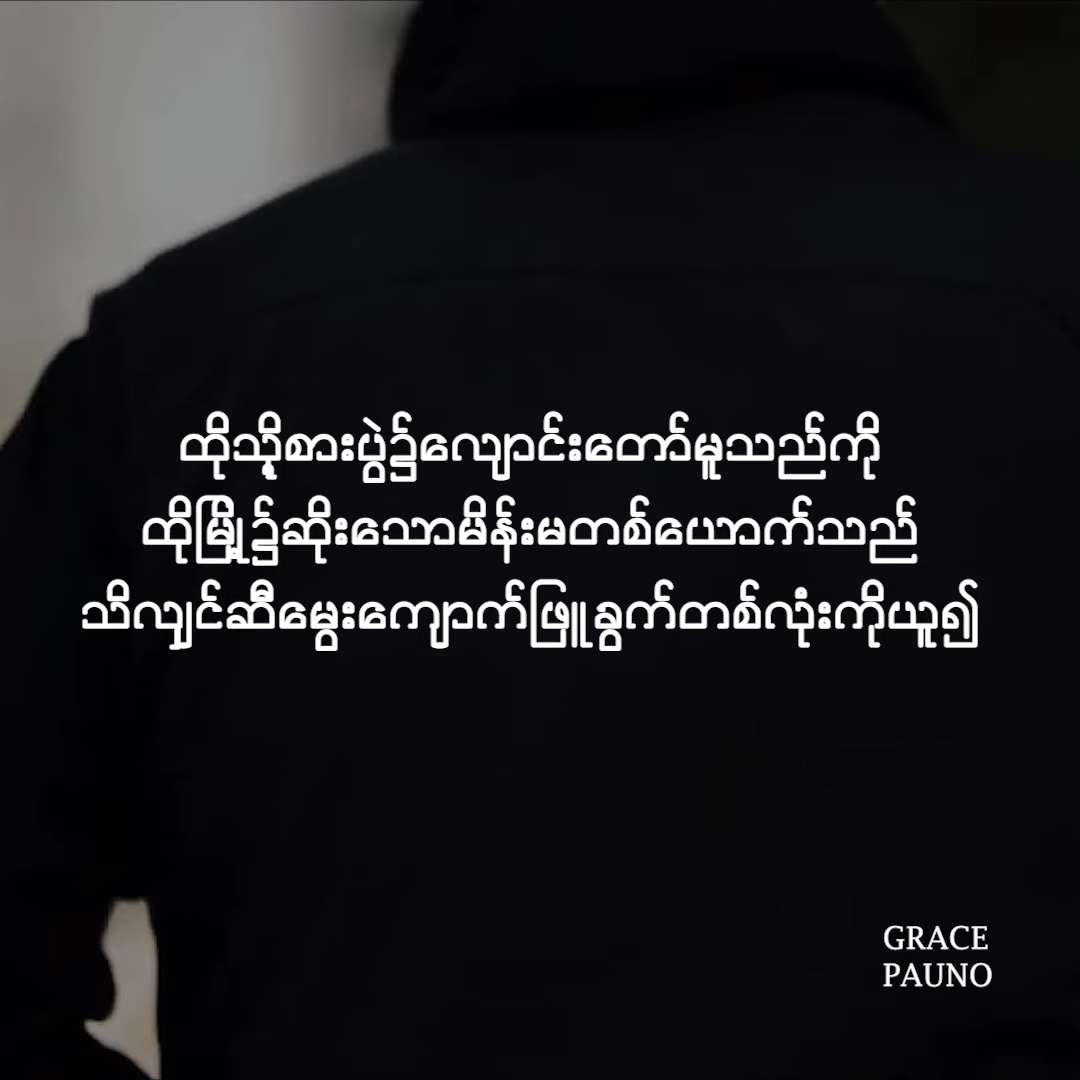 ထိုသို့စားပွဲ၌လျောင်းတော်မူသည်ကို
ထိုမြို့၌ဆိုးသောမိန်းမတစ်ယောက်သည်
သိလျှင်ဆီမွှေးကျောက်ဖြူခွက်တစ်လုံးကိုယူ၍
GRACE
PAUNO